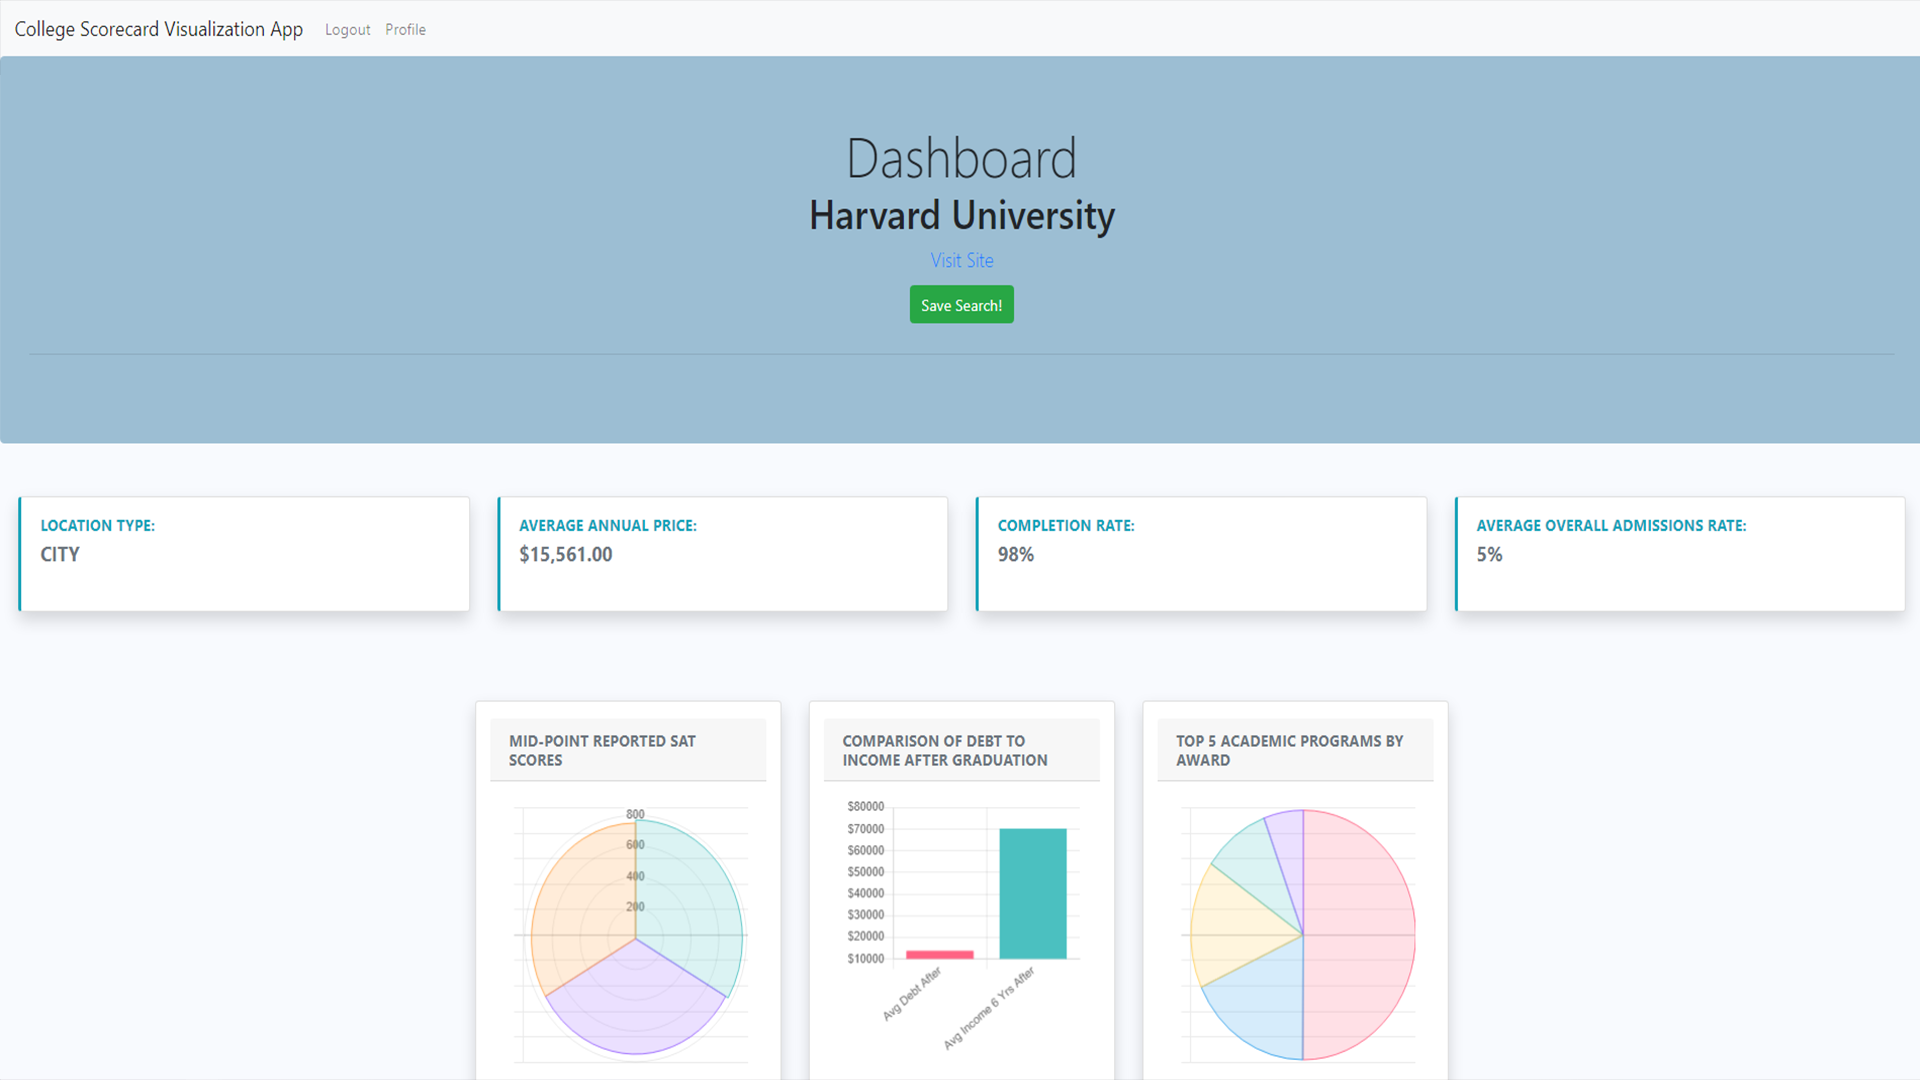 College Scorecard Visualization App Logout Profile
Dashboard
Harvard University
Visit Site
Save Search!
LOCATION TYPE:
CITY
AVERAGE ANNUAL PRICE:
$15,561.00
COMPLETION RATE:
98%
AVERAGE OVERALL ADMISSIONS RATE:
5%
MID-POINT REPORTED SAT
SCORES
800
600
400
200
COMPARISON OF DEBT TO
INCOME AFTER GRADUATION
$80000
$70000
$60000
$50000
$40000
$30000
$20000
$10000
Avg Debt After
Avg Income 6 Yrs After
TOP 5 ACADEMIC PROGRAMS BY
AWARD